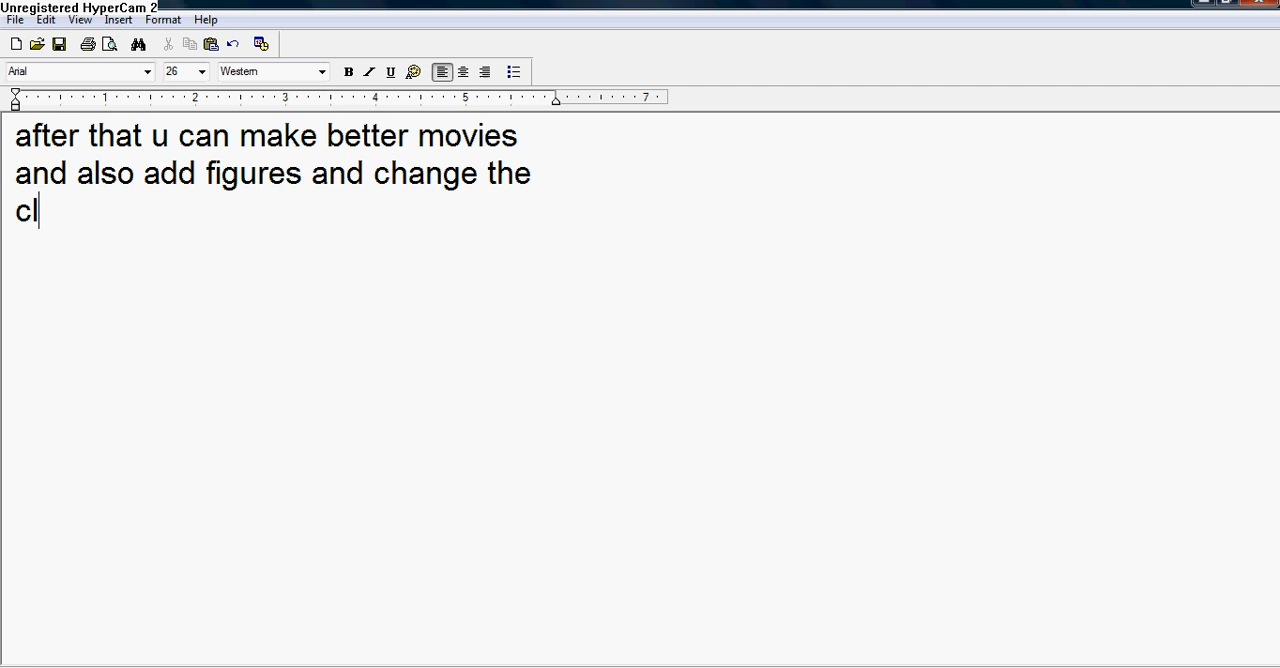 Unregistered HyperCam 2
File Edit View Insert Format Help
Arial 26 Western B I U
1 2 3 4 5 7
after that u can make better movies
and also add figures and change the
cl